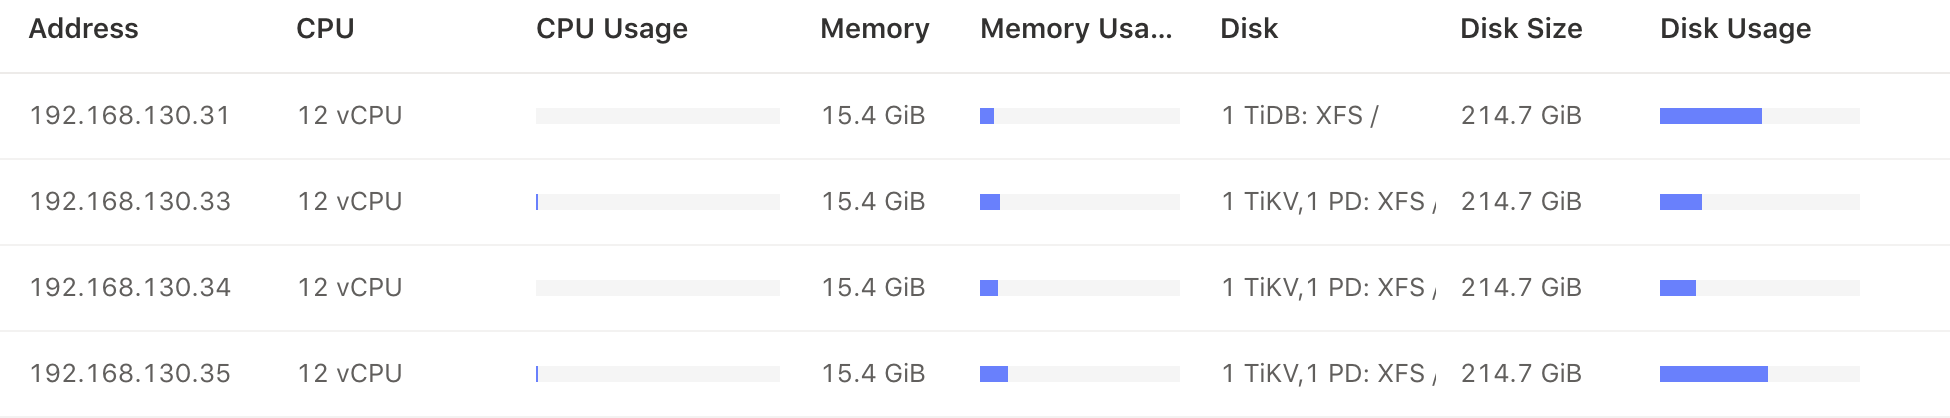 Address CPU CPU Usage Memory Memory Usa... Disk Disk Size Disk Usage
192.168.130.31 12 vCPU 15.4 GiB 1 TiDB: XFS / 214.7 GiB
192.168.130.33 12 vCPU 15.4 GiB 1 TiKV,1 PD: XFS / 214.7 GiB
192.168.130.34 12 vCPU 15.4 GiB 1 TiKV,1 PD: XFS / 214.7 GiB
192.168.130.35 12 vCPU 15.4 GiB 1 TiKV,1 PD: XFS / 214.7 GiB